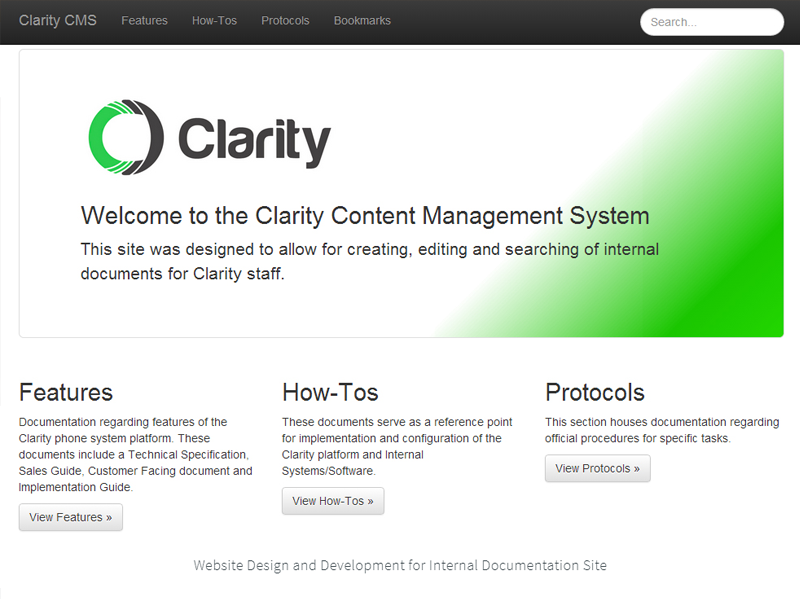 Clarity CMS Features How-Tos Protocols Bookmarks Search...
Clarity
Welcome to the Clarity Content Management System
This site was designed to allow for creating, editing and searching of internal
documents for Clarity staff.
Features
Documentation regarding features of the
Clarity phone system platform. These
documents include a Technical Specification,
Sales Guide, Customer Facing document and
Implementation Guide.
View Features »
How-Tos
These documents serve as a reference point
for implementation and configuration of the
Clarity platform and Internal
Systems/Software.
View How-Tos »
Protocols
This section houses documentation regarding
official procedures for specific tasks.
View Protocols »
Website Design and Development for Internal Documentation Site